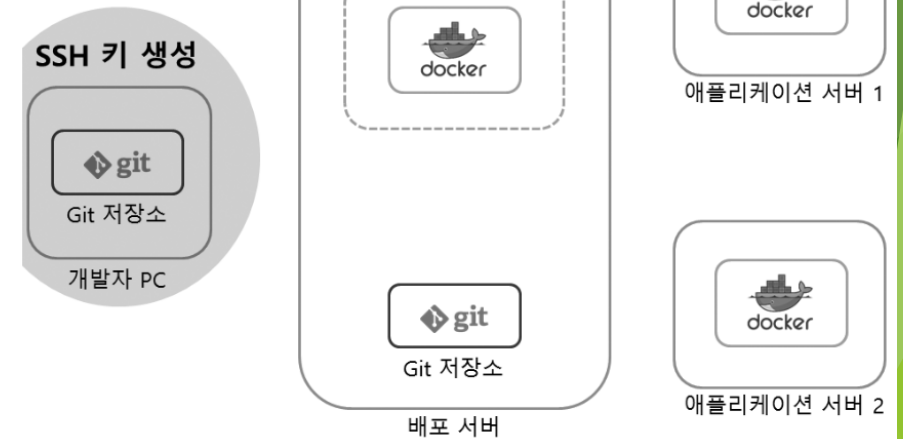 SSH 키 생성
git
Git 저장소
개발자 PC
docker
git
Git 저장소
배포 서버
docker
애플리케이션 서버 1
docker
애플리케이션 서버 2